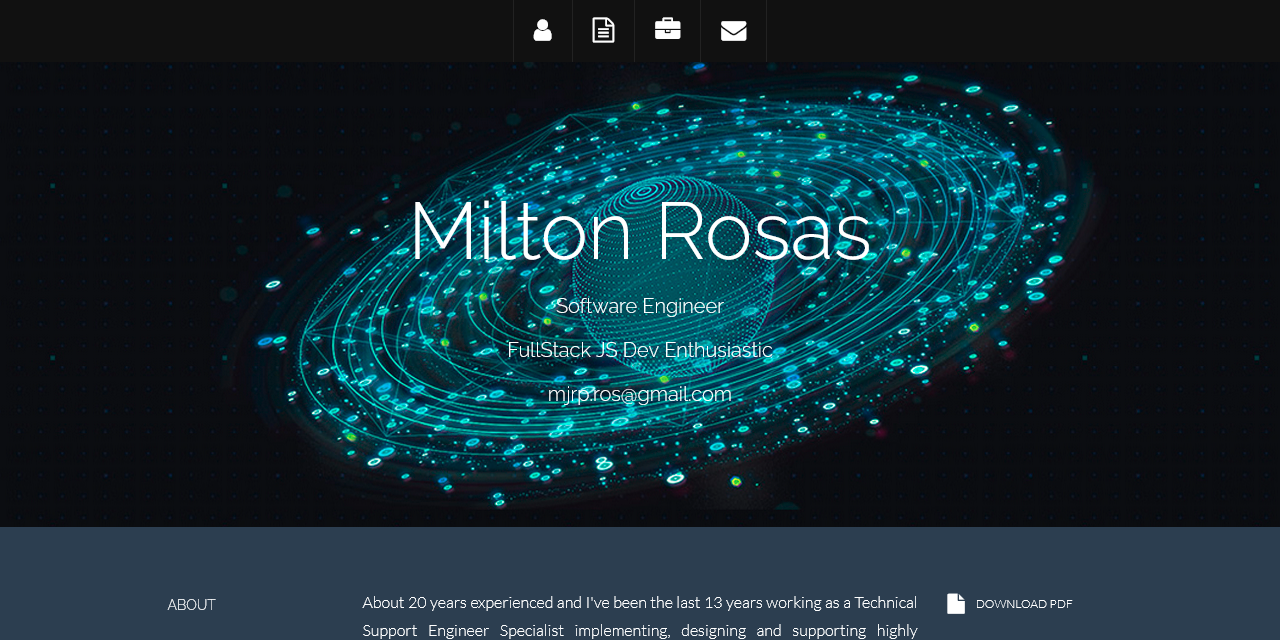 Milton Rosas
Software Engineer
FullStack JS Dev Enthusiastic
mjrp.ros@gmail.com
ABOUT
About 20 years experienced and I've been the last 13 years working as a Technical
Support Engineer Specialist implementing, designing and supporting highly
DOWNLOAD PDF